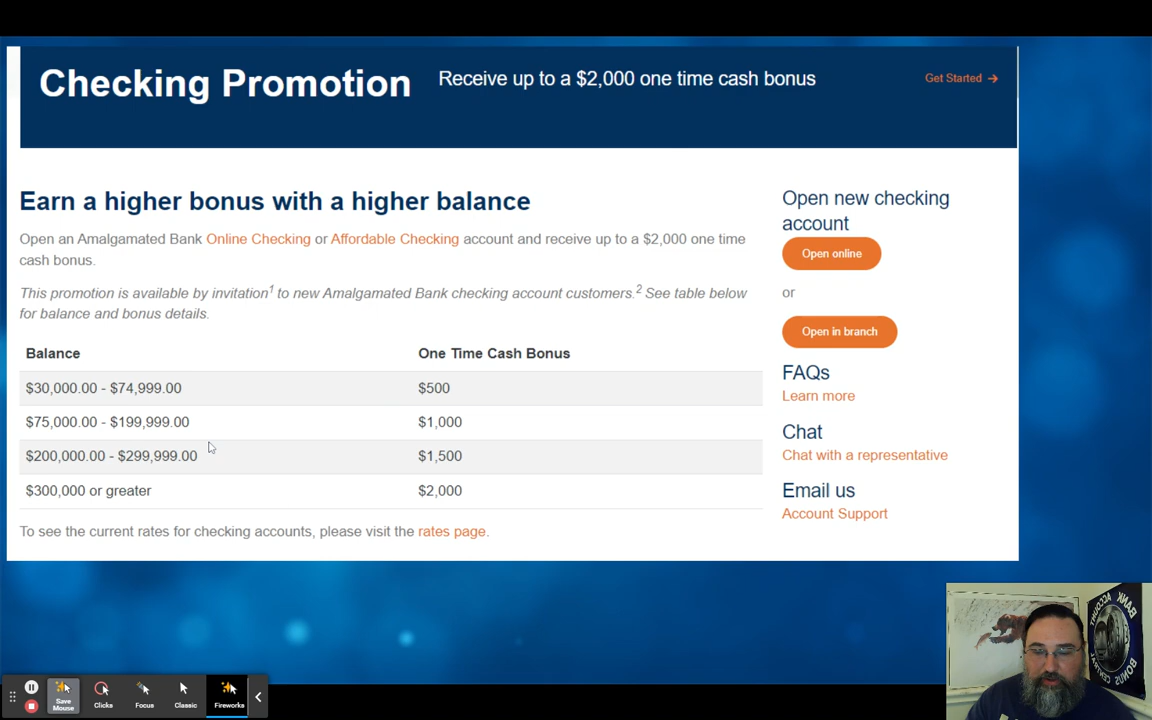 Checking Promotion
Receive up to a $2,000 one time cash bonus
Get Started →
Earn a higher bonus with a higher balance
Open an Amalgamated Bank Online Checking or Affordable Checking account and receive up to a $2,000 one time
cash bonus.
This promotion is available by invitation1 to new Amalgamated Bank checking account customers.2 See table below
for balance and bonus details.
Balance One Time Cash Bonus
$30,000.00 - $74,999.00 $500
$75,000.00 - $199,999.00 $1,000
$200,000.00 - $299,999.00 $1,500
$300,000 or greater $2,000
To see the current rates for checking accounts, please visit the rates page.
Open new checking
account
Open online
or
Open in branch
FAQs
Learn more
Chat
Chat with a representative
Email us
Account Support
BANK ACCOUNT
BONUS CENTRAL
Save
Mouse
Clicks
Focus
Classic
Fireworks